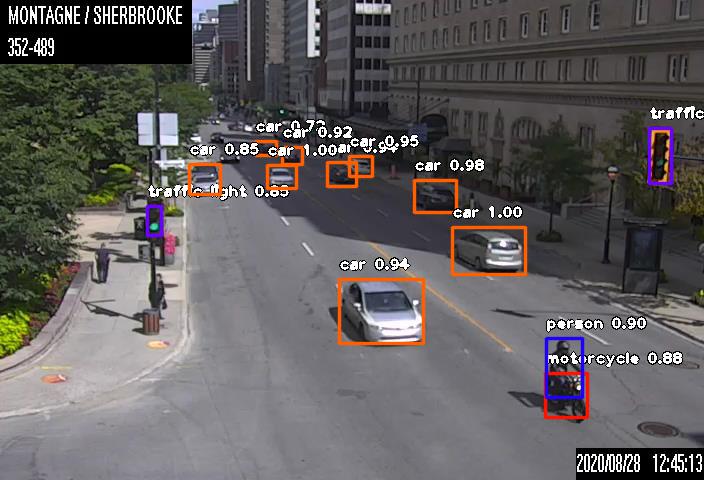 MONTAGNE / SHERBROOKE
352-489
car 0.92
traffic
car 0.85
car 1.00
car 0.95
car 0.98
traffic light 0.85
car 1.00
car 0.94
person 0.90
motorcycle 0.88
2020/08/28 12:45:13